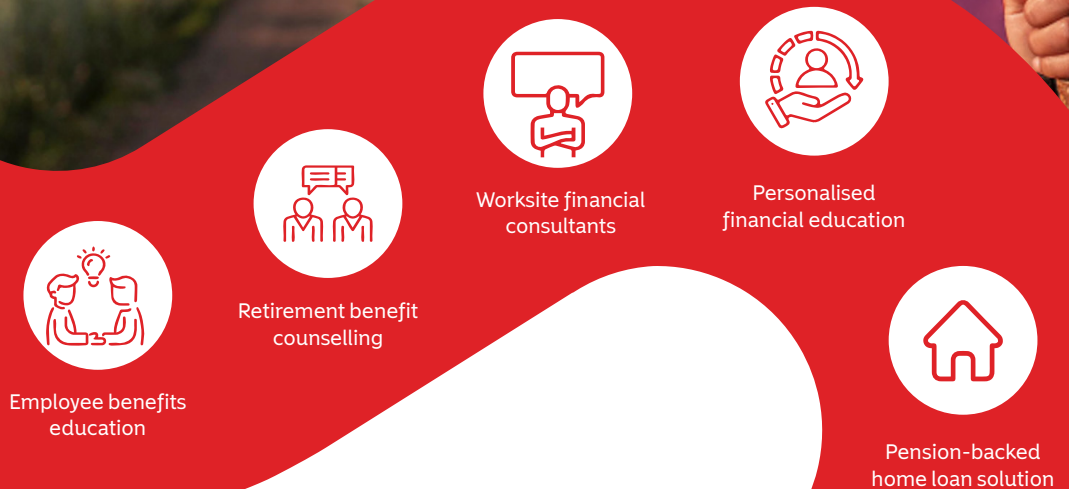 Employee benefits
education
Retirement benefit
counselling
Worksite financial
consultants
Personalised
financial education
Pension-backed
home loan solution